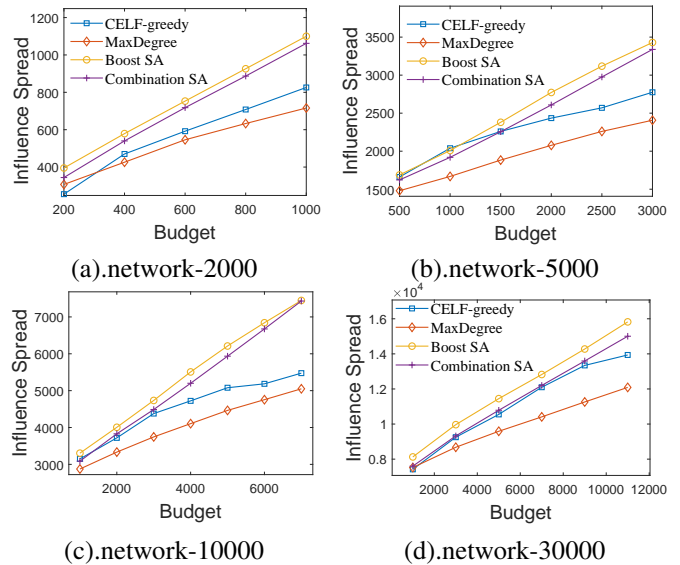 CELF-greedy
MaxDegree
Boost SA
Combination SA
1200
1000
800
600
400
Influence Spread
200 400 600 800 1000
Budget
(a).network-2000
CELF-greedy
MaxDegree
Boost SA
Combination SA
3500
3000
2500
2000
1500
Influence Spread
500 1000 1500 2000 2500 3000
Budget
(b).network-5000
7000
6000
5000
4000
3000
Influence Spread
2000 4000 6000
Budget
(c).network-10000
×10⁴
CELF-greedy
MaxDegree
Boost SA
Combination SA
1.6
1.4
1.2
1
0.8
Influence Spread
2000 4000 6000 8000 10000 12000
Budget
(d).network-30000